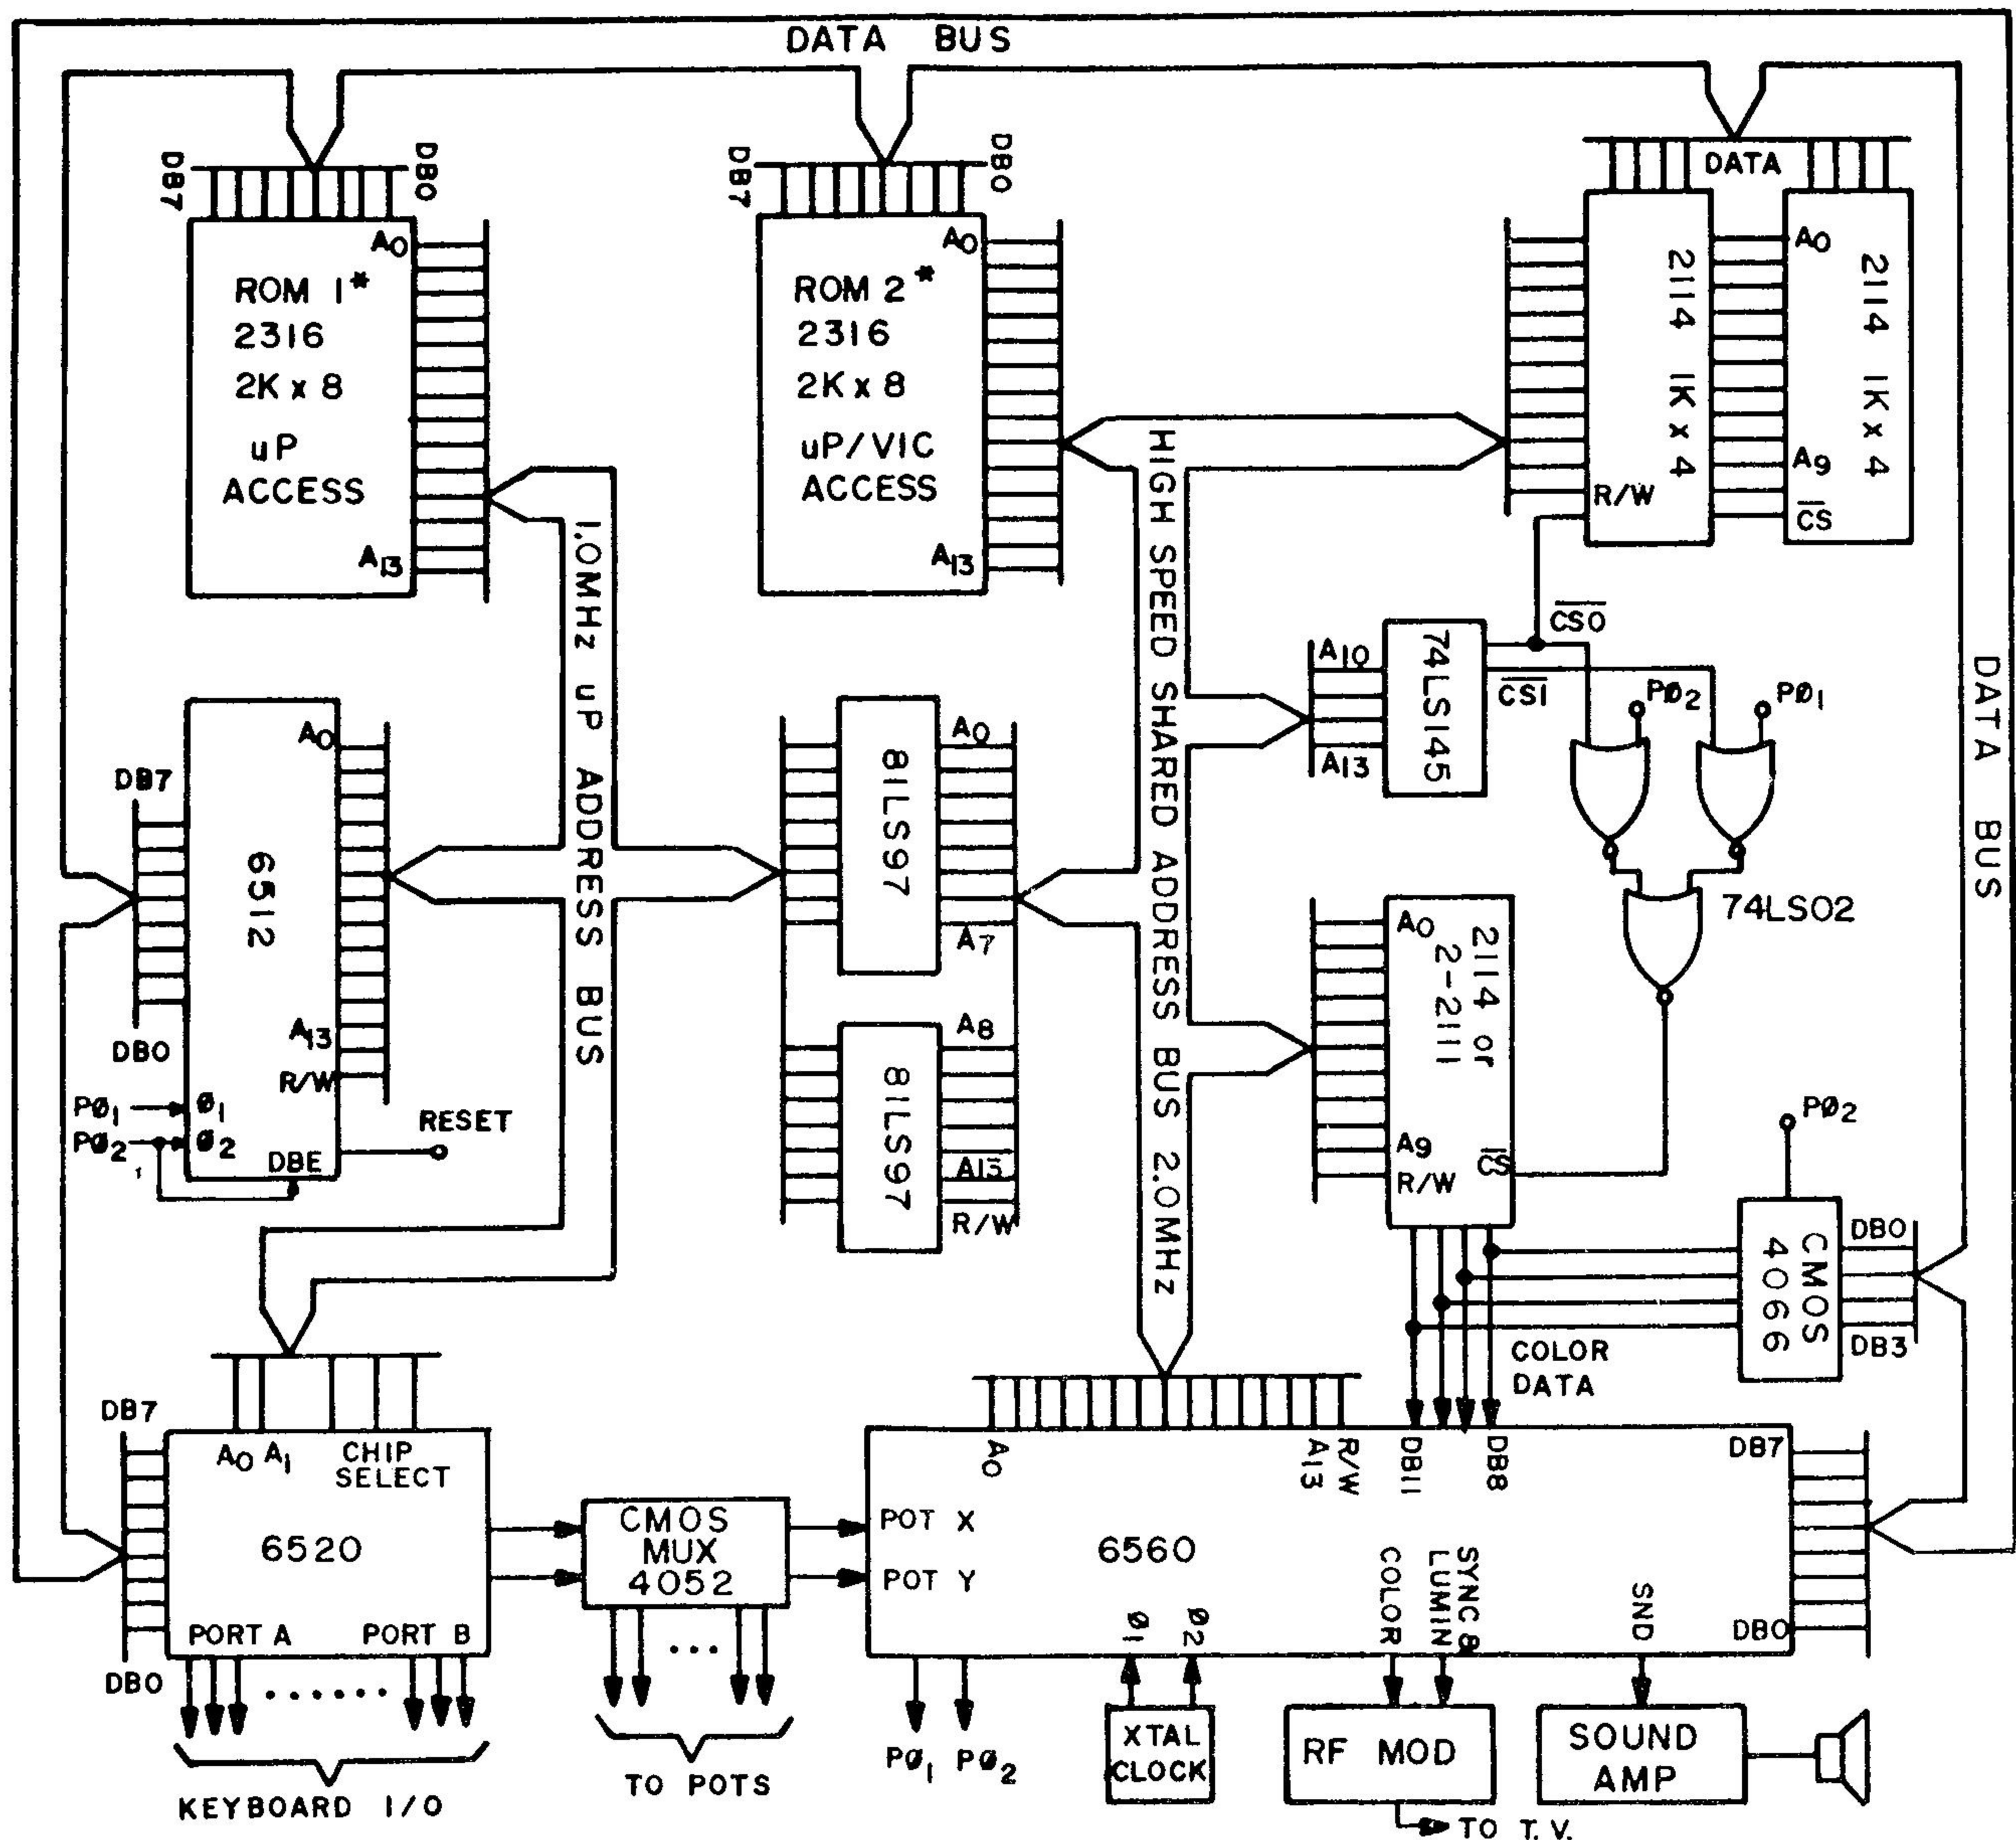 DATA BUS
DB7
DB0
A0
ROM 1*
2316
2K x 8
uP
ACCESS
A13
DB7
DB0
A0
ROM 2*
2316
2K x 8
uP/VIC
ACCESS
A13
DATA
2114 1K x 4
R/W
A0
2114 1K x 4
A9
CS
1.0MHz uP ADDRESS BUS
HIGH SPEED SHARED ADDRESS BUS 2.0MHz
DATA BUS
CS0
CS1
A10
A13
74LS145
PØ2
PØ1
74LS02
DB7
DB0
6512
A0
A13
R/W
PØ1
Ø1
PØ2
Ø2
DBE
RESET
81LS97
A0
A7
81LS97
A8
A13
R/W
A0
2114 or
2-2111
A9
R/W
CS
PØ2
CMOS
4066
DB0
DB3
COLOR
DATA
DB7
DB0
A0 A1
CHIP
SELECT
6520
PORT A
PORT B
KEYBOARD I/O
CMOS
MUX
4052
...
TO POTS
A0
A13
R/W
DB11
DB8
DB7
DB0
POT X
POT Y
6560
Ø1
Ø2
COLOR
LUMIN
SYNC &
SND
PØ1 PØ2
XTAL
CLOCK
RF MOD
TO T.V.
SOUND
AMP